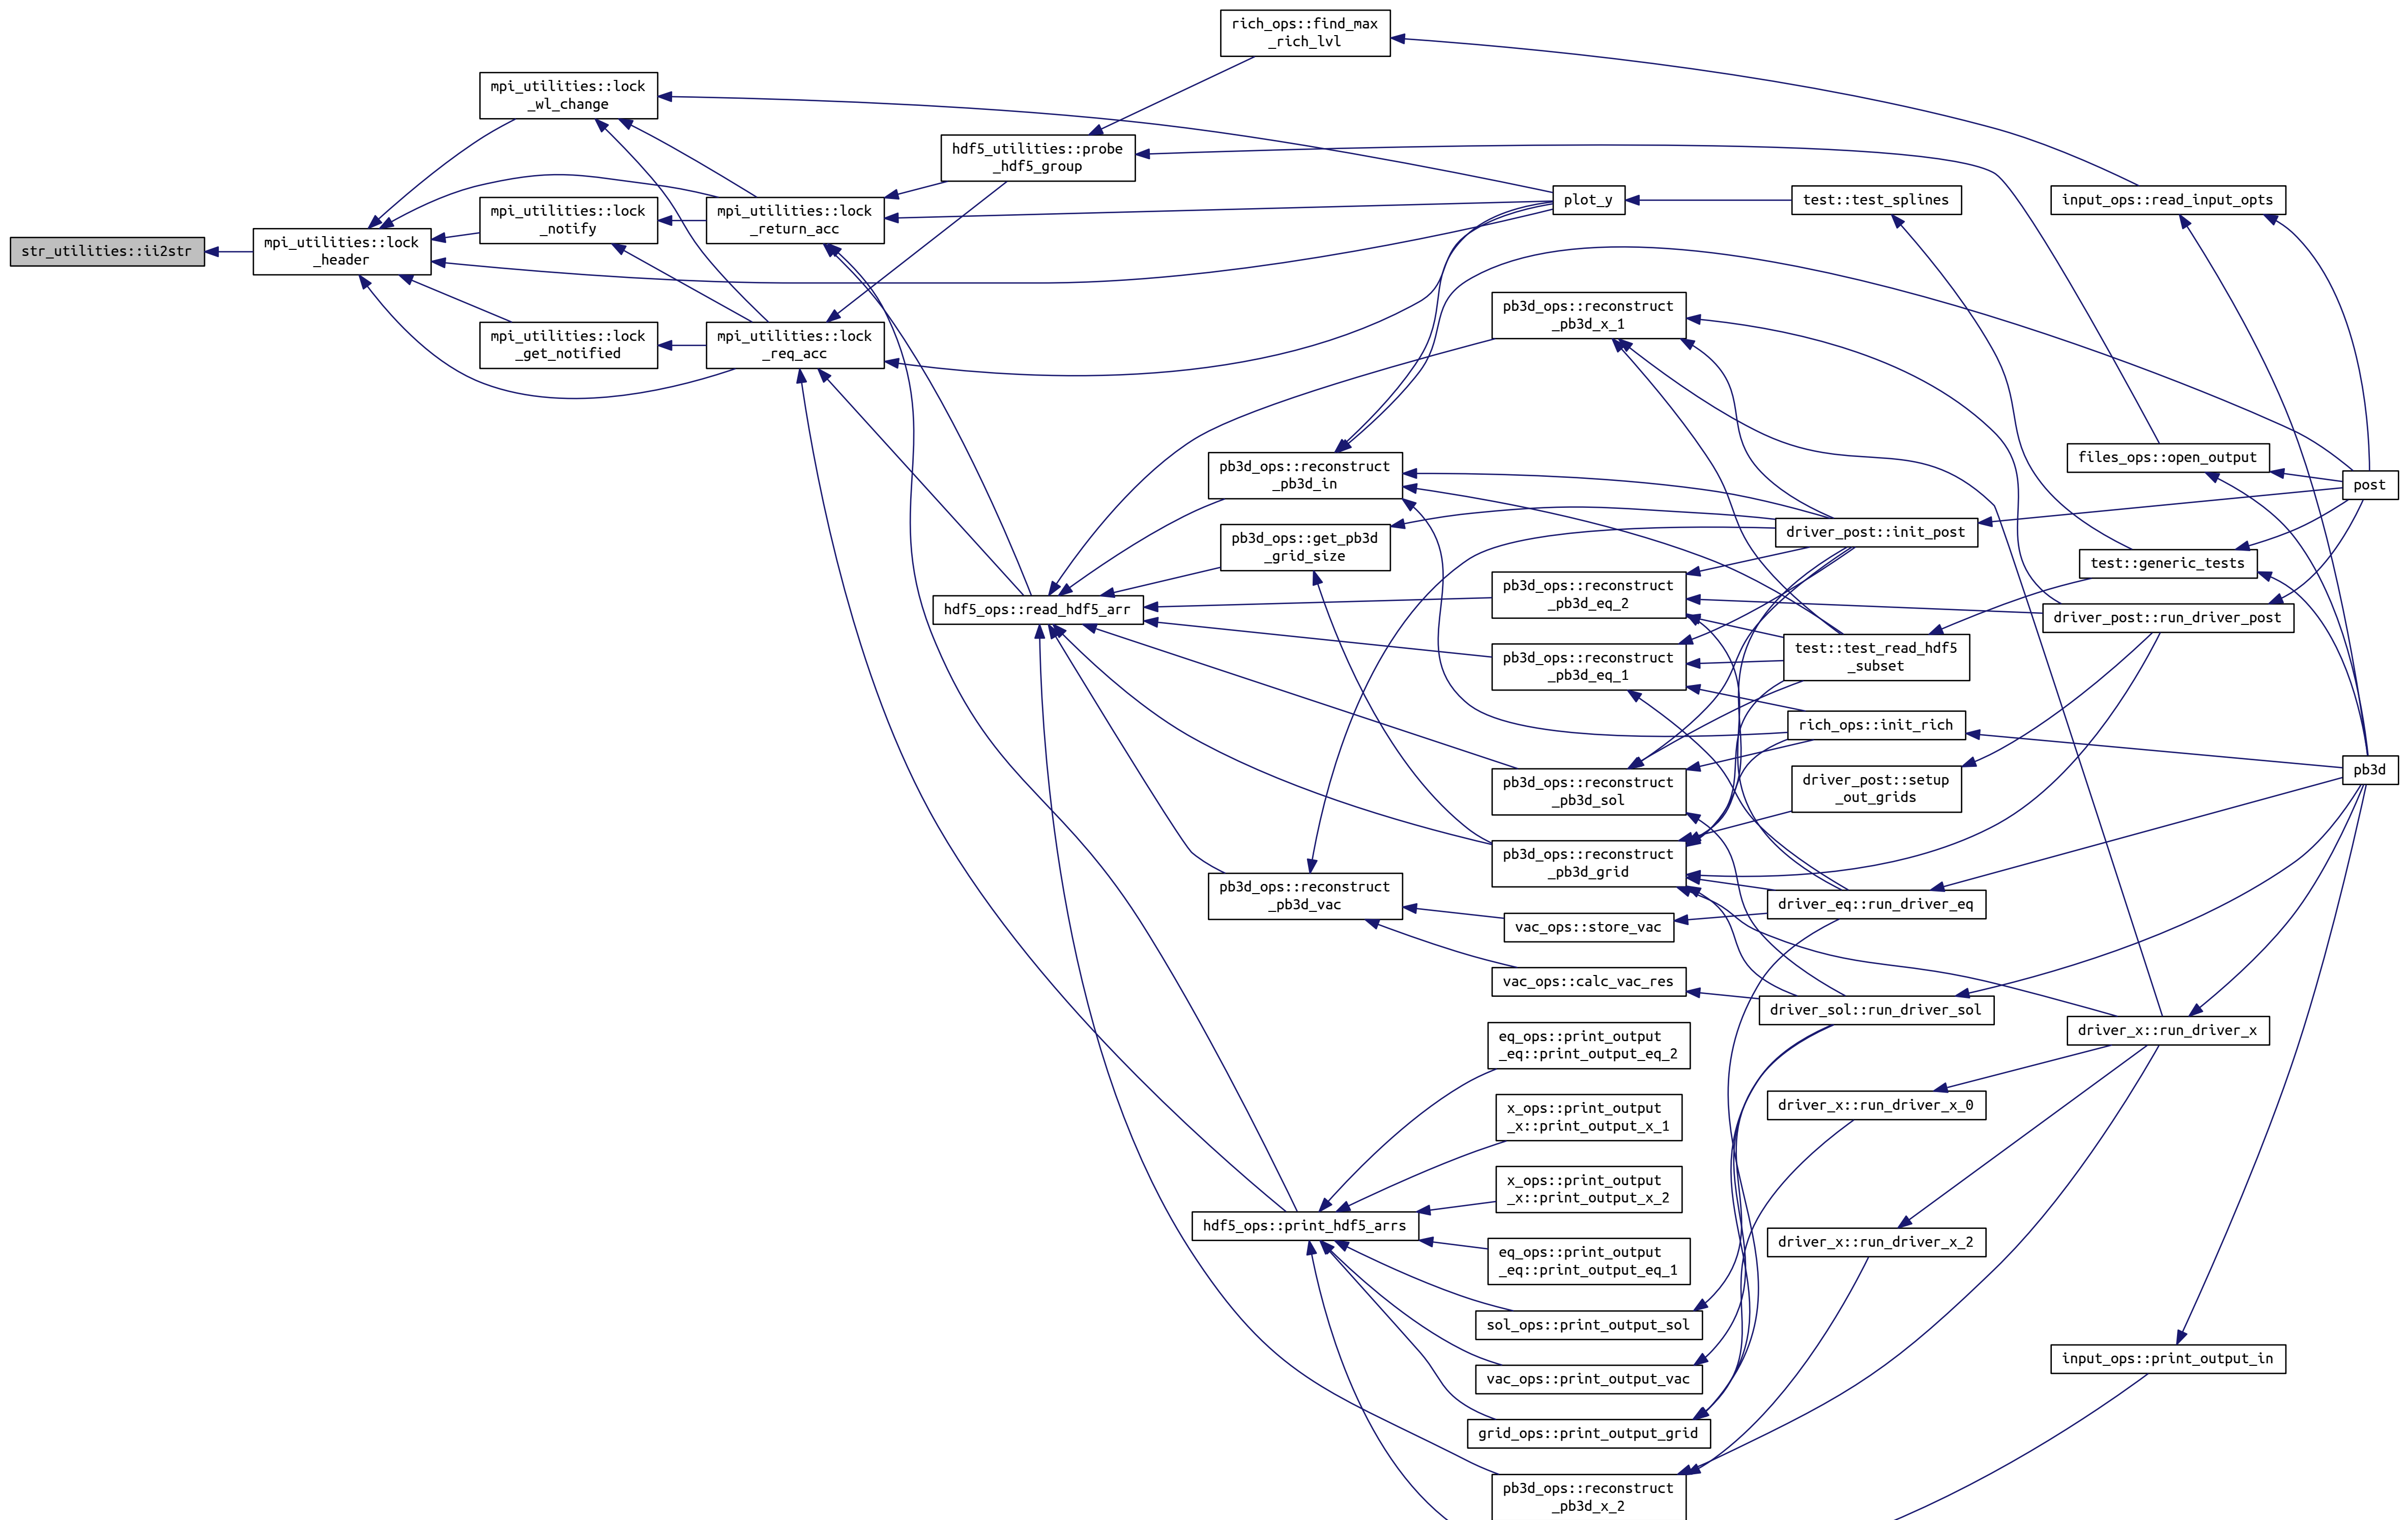 str_utilities::ii2str
mpi_utilities::lock
_header
mpi_utilities::lock
_wl_change
mpi_utilities::lock
_notify
mpi_utilities::lock
_get_notified
mpi_utilities::lock
_return_acc
mpi_utilities::lock
_req_acc
hdf5_utilities::probe
_hdf5_group
hdf5_ops::read_hdf5_arr
rich_ops::find_max
_rich_lvl
pb3d_ops::reconstruct
_pb3d_in
pb3d_ops::get_pb3d
_grid_size
pb3d_ops::reconstruct
_pb3d_vac
hdf5_ops::print_hdf5_arrs
plot_y
pb3d_ops::reconstruct
_pb3d_x_1
pb3d_ops::reconstruct
_pb3d_eq_2
pb3d_ops::reconstruct
_pb3d_eq_1
pb3d_ops::reconstruct
_pb3d_sol
pb3d_ops::reconstruct
_pb3d_grid
vac_ops::store_vac
vac_ops::calc_vac_res
eq_ops::print_output
_eq::print_output_eq_2
x_ops::print_output
_x::print_output_x_1
x_ops::print_output
_x::print_output_x_2
eq_ops::print_output
_eq::print_output_eq_1
sol_ops::print_output_sol
vac_ops::print_output_vac
grid_ops::print_output_grid
pb3d_ops::reconstruct
_pb3d_x_2
test::test_splines
driver_post::init_post
test::test_read_hdf5
_subset
rich_ops::init_rich
driver_post::setup
_out_grids
driver_eq::run_driver_eq
driver_sol::run_driver_sol
driver_x::run_driver_x_0
driver_x::run_driver_x_2
input_ops::read_input_opts
files_ops::open_output
test::generic_tests
driver_post::run_driver_post
driver_x::run_driver_x
input_ops::print_output_in
post
pb3d